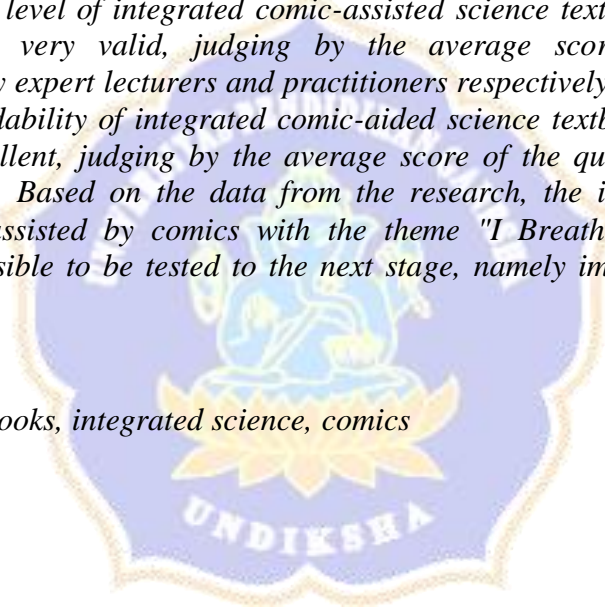 level of integrated comic-assisted science text
very valid, judging by the average scor
y expert lecturers and practitioners respectively
dability of integrated comic-aided science textb
llent, judging by the average score of the qu
Based on the data from the research, the i
ssisted by comics with the theme "I Breath
sible to be tested to the next stage, namely im
ooks, integrated science, comics
UNDIKSHA